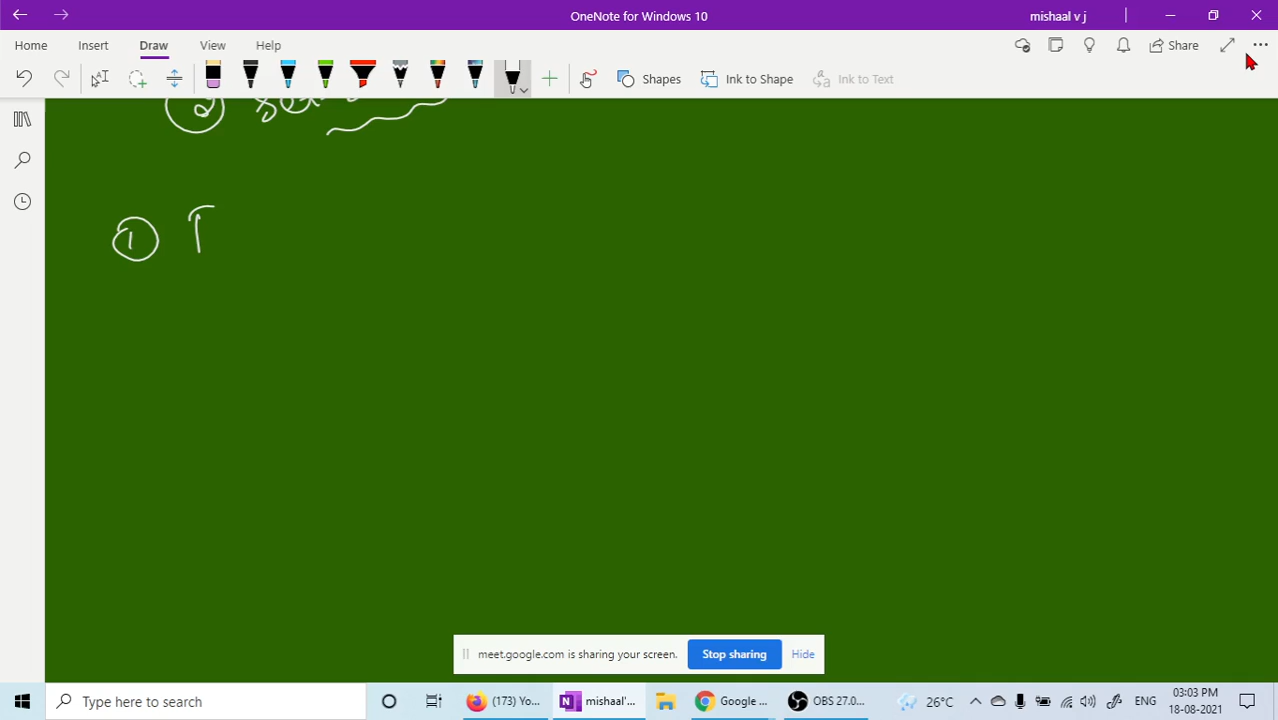 OneNote for Windows 10
mishaal v j
Home Insert Draw View Help
Share
Shapes Ink to Shape Ink to Text
②
①
meet.google.com is sharing your screen. Stop sharing Hide
Type here to search
(173) Yo...
mishaal'...
Google ...
OBS 27.0...
26°C
ENG
03:03 PM
18-08-2021